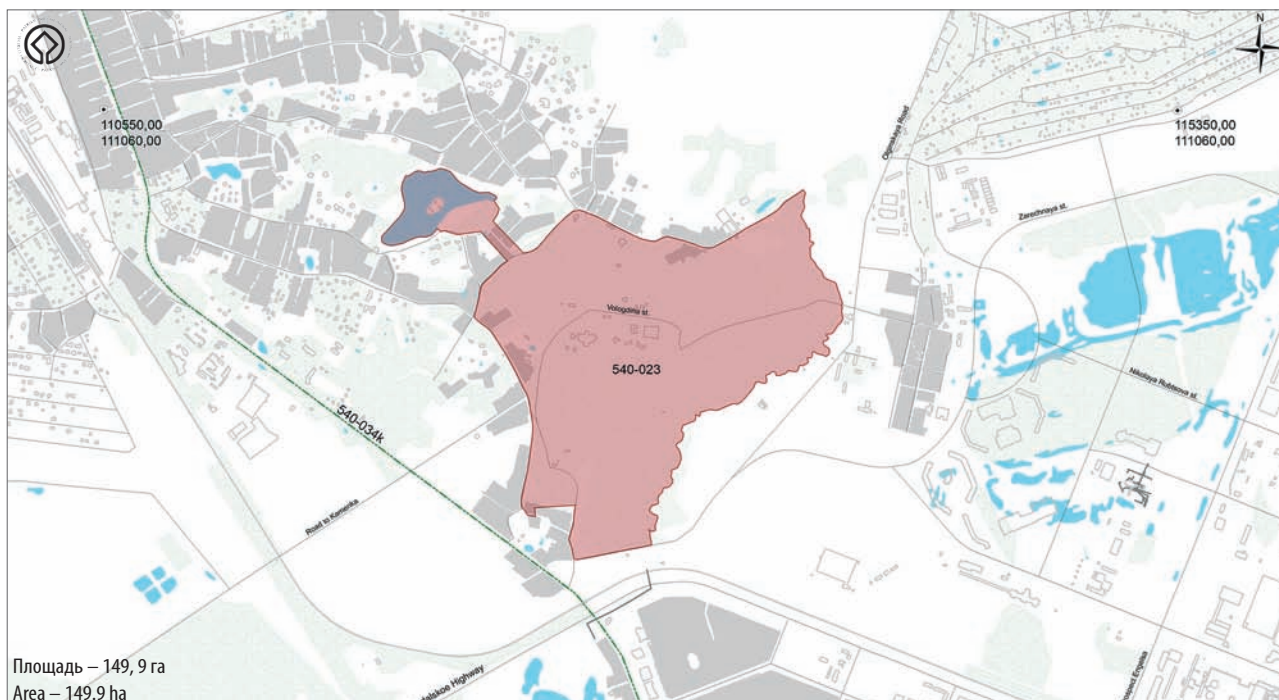 N
110550,00
111060,00
115350,00
111060,00
Zarechnaya st.
Vologdina st.
540-023
Nikolaya Rubtsova st.
540-034k
Road to Kamenka
Площадь – 149, 9 га
Area – 149,9 ha